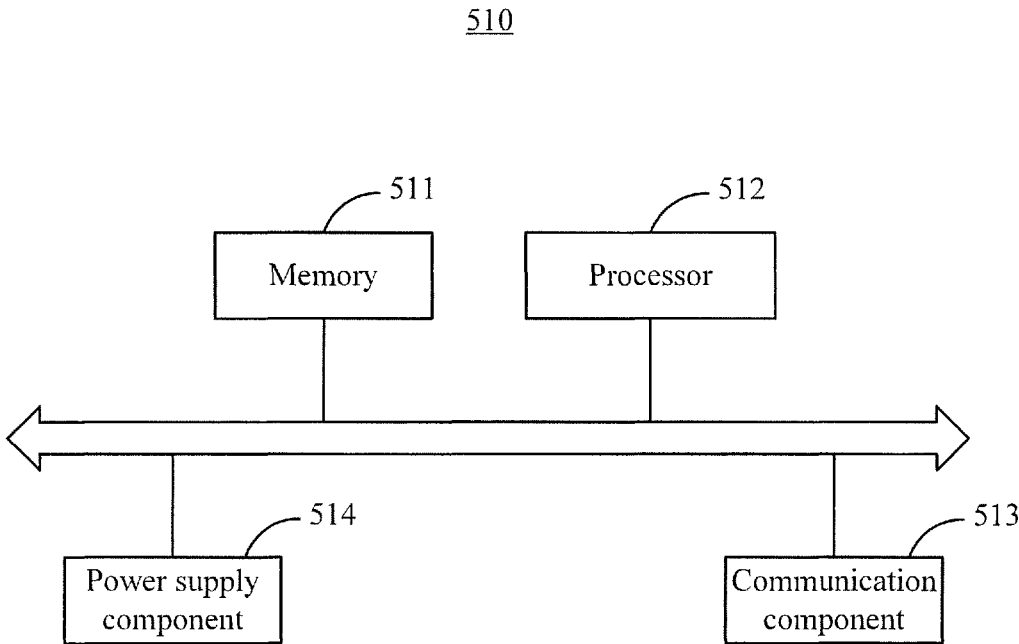 510
511
512
Memory
Processor
514
513
Power supply
component
Communication
component